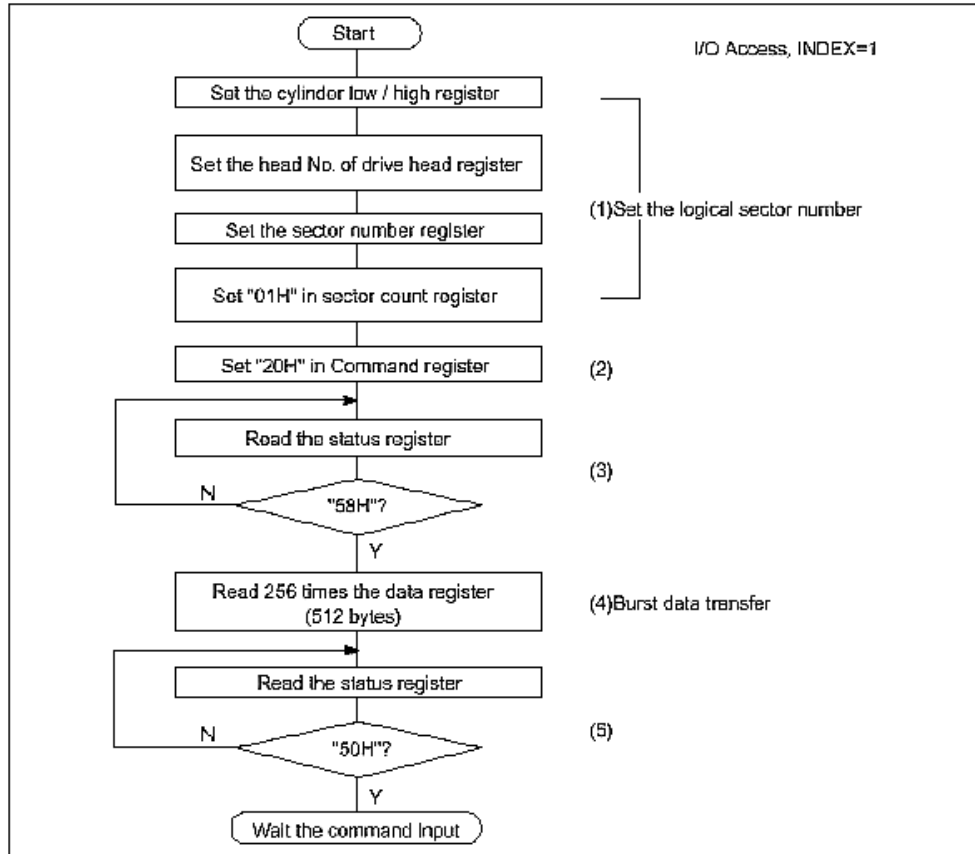 Start
I/O Access, INDEX=1
Set the cylinder low / high register
Set the head No. of drive head register
(1)Set the logical sector number
Set the sector number register
Set "01H" in sector count register
Set "20H" in Command register
(2)
Read the status register
(3)
N
"58H"?
Y
Read 256 times the data register
(512 bytes)
(4)Burst data transfer
Read the status register
N
(5)
"50H"?
Y
Wait the command input